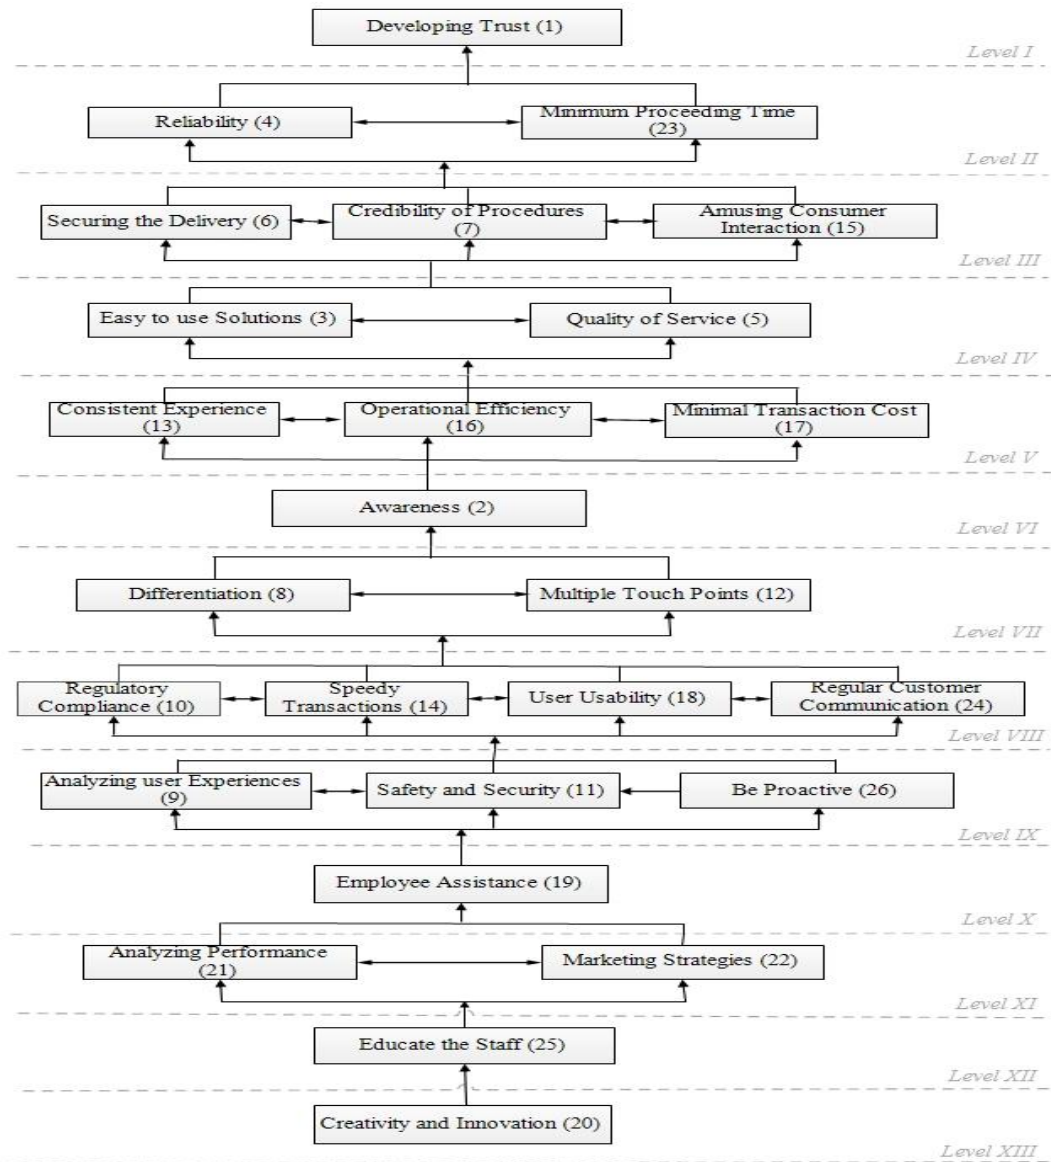 Developing Trust (1)
Level I
Reliability (4)
Minimum Proceeding Time
(23)
Level II
Securing the Delivery (6)
Credibility of Procedures
(7)
Amusing Consumer
Interaction (15)
Level III
Easy to use Solutions (3)
Quality of Service (5)
Level IV
Consistent Experience
(13)
Operational Efficiency
(16)
Minimal Transaction Cost
(17)
Level V
Awareness (2)
Level VI
Differentiation (8)
Multiple Touch Points (12)
Level VII
Regulatory
Compliance (10)
Speedy
Transactions (14)
User Usability (18)
Regular Customer
Communication (24)
Level VIII
Analyzing user Experiences
(9)
Safety and Security (11)
Be Proactive (26)
Level IX
Employee Assistance (19)
Level X
Analyzing Performance
(21)
Marketing Strategies (22)
Level XI
Educate the Staff (25)
Level XII
Creativity and Innovation (20)
Level XIII